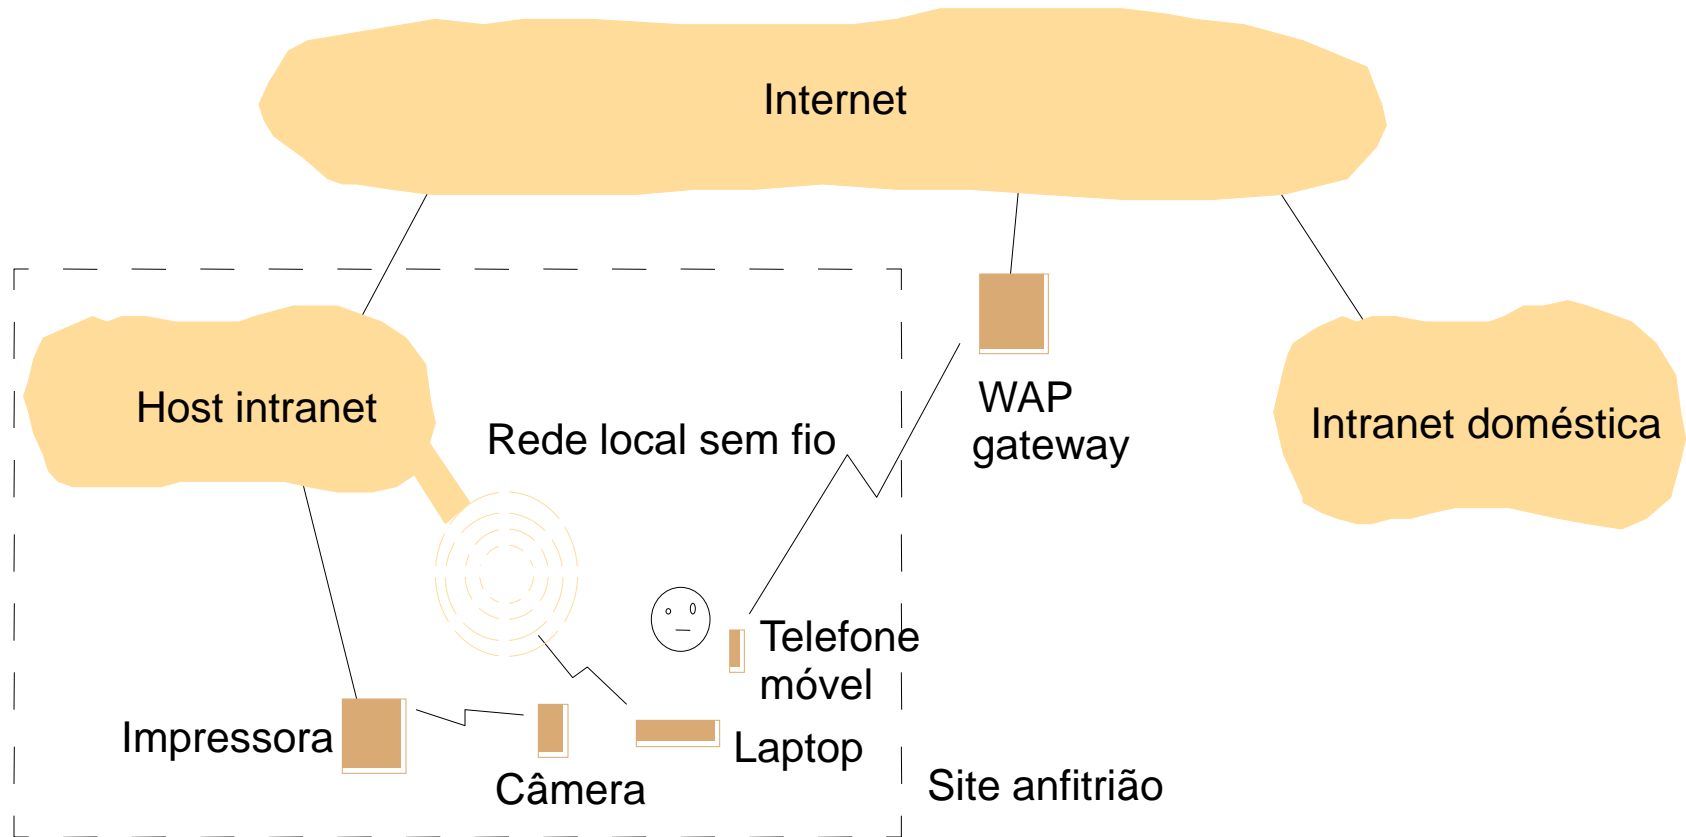 Internet
Host intranet
Rede local sem fio
WAP
gateway
Intranet doméstica
Telefone
móvel
Impressora
Laptop
Câmera
Site anfitrião